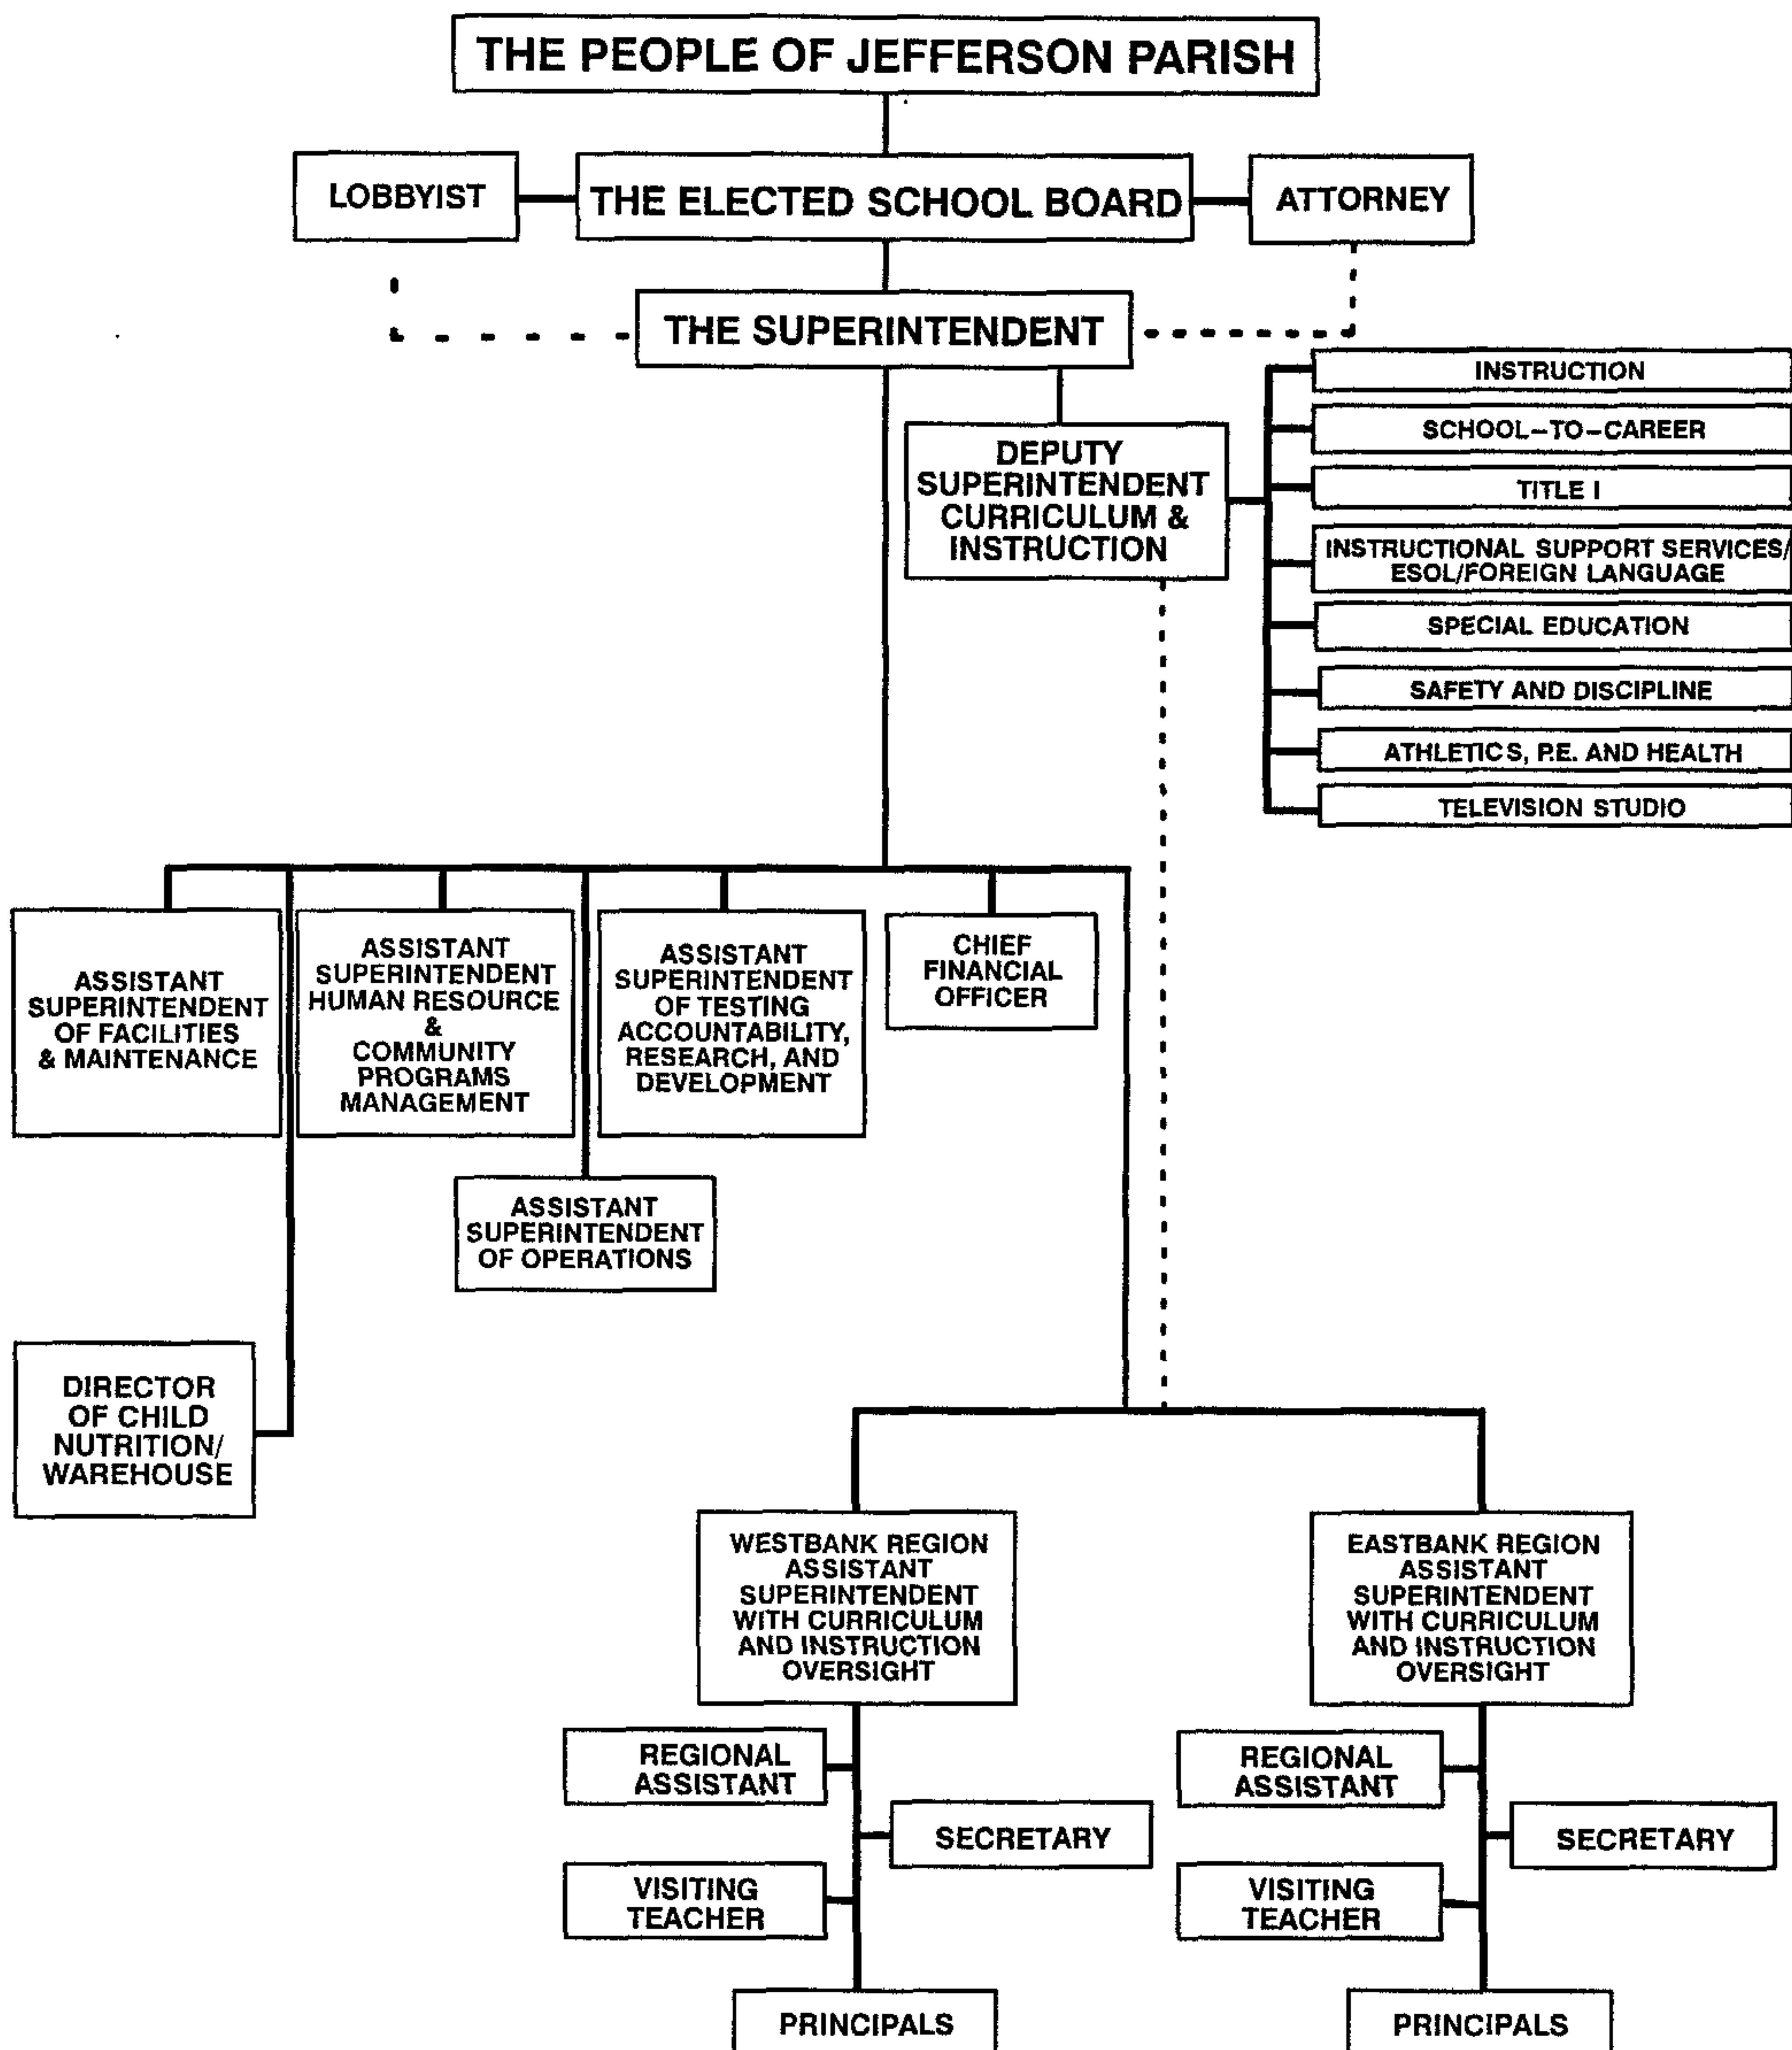 THE PEOPLE OF JEFFERSON PARISH
LOBBYIST
THE ELECTED SCHOOL BOARD
ATTORNEY
THE SUPERINTENDENT
DEPUTY
SUPERINTENDENT
CURRICULUM &
INSTRUCTION
INSTRUCTION
SCHOOL-TO-CAREER
TITLE I
INSTRUCTIONAL SUPPORT SERVICES/
ESOL/FOREIGN LANGUAGE
SPECIAL EDUCATION
SAFETY AND DISCIPLINE
ATHLETICS, P.E. AND HEALTH
TELEVISION STUDIO
ASSISTANT
SUPERINTENDENT
OF FACILITIES
& MAINTENANCE
ASSISTANT
SUPERINTENDENT
HUMAN RESOURCE
&
COMMUNITY
PROGRAMS
MANAGEMENT
ASSISTANT
SUPERINTENDENT
OF TESTING
ACCOUNTABILITY,
RESEARCH, AND
DEVELOPMENT
CHIEF
FINANCIAL
OFFICER
ASSISTANT
SUPERINTENDENT
OF OPERATIONS
DIRECTOR
OF CHILD
NUTRITION/
WAREHOUSE
WESTBANK REGION
ASSISTANT
SUPERINTENDENT
WITH CURRICULUM
AND INSTRUCTION
OVERSIGHT
REGIONAL
ASSISTANT
SECRETARY
VISITING
TEACHER
PRINCIPALS
EASTBANK REGION
ASSISTANT
SUPERINTENDENT
WITH CURRICULUM
AND INSTRUCTION
OVERSIGHT
REGIONAL
ASSISTANT
SECRETARY
VISITING
TEACHER
PRINCIPALS